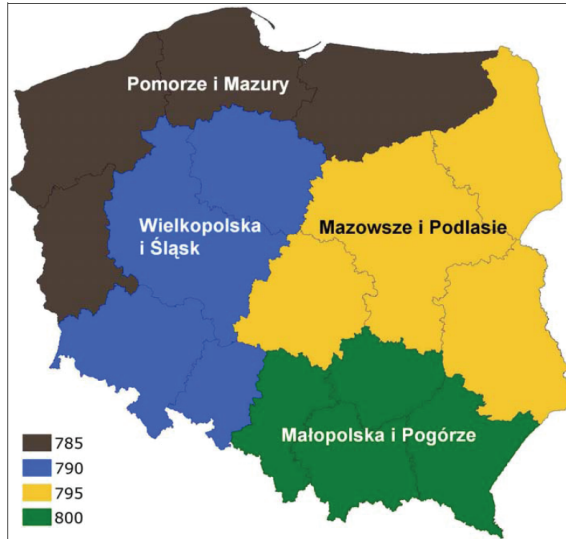 Pomorze i Mazury
Wielkopolska
i Śląsk
Mazowsze i Podlasie
Małopolska i Pogórze
785
790
795
800